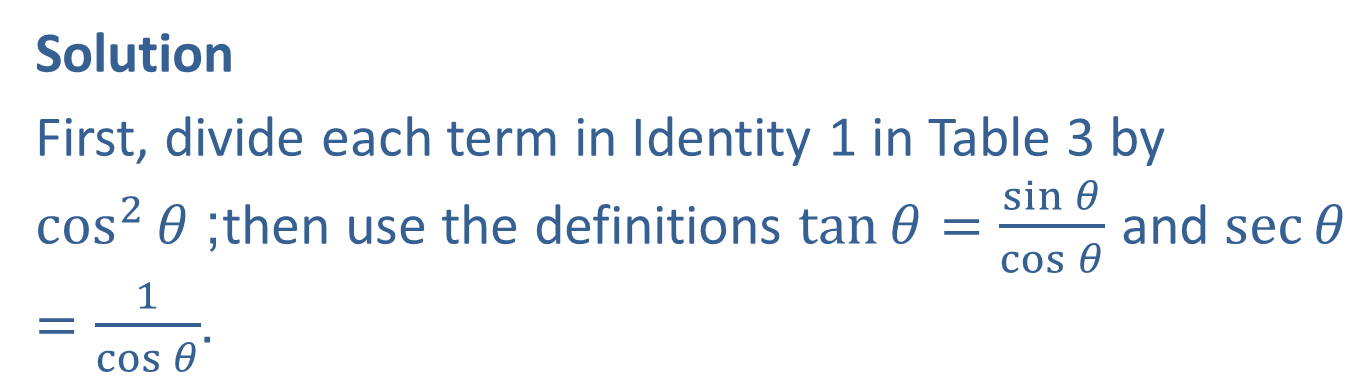 Solution
First, divide each term in Identity 1 in Table 3 by
cos² θ ;then use the definitions tan θ = sin θ / cos θ and sec θ
= 1 / cos θ.